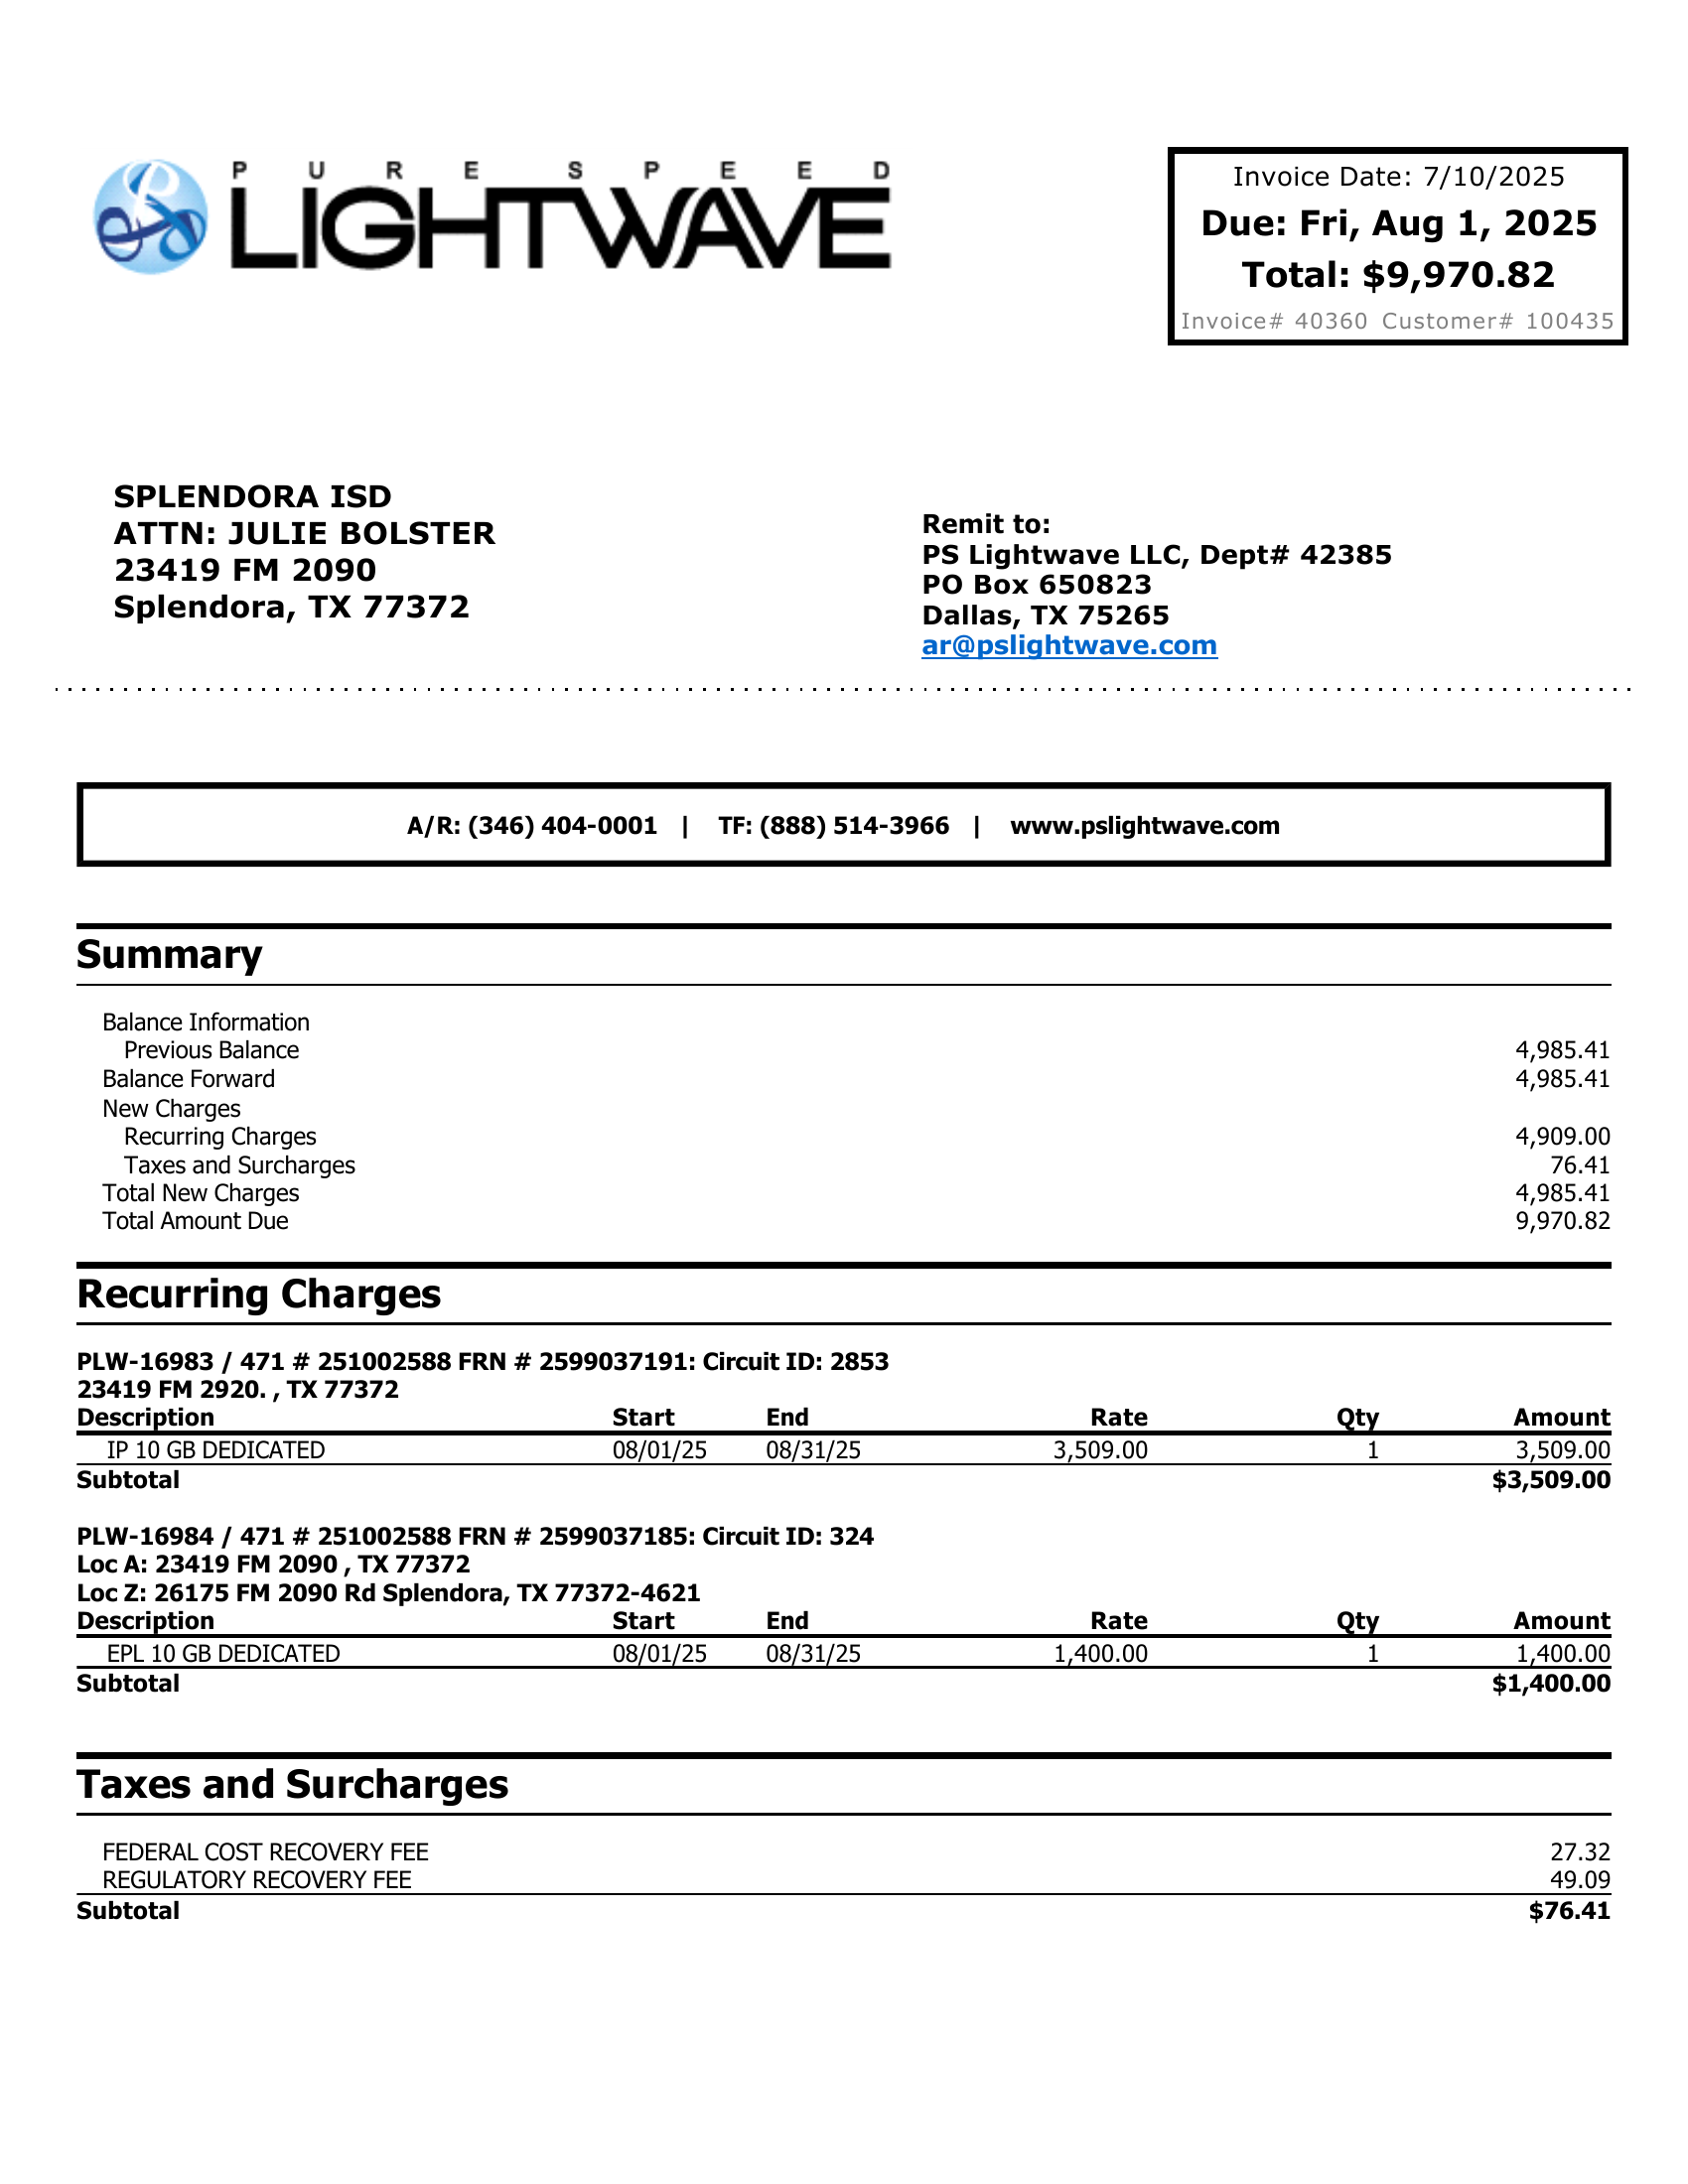 PURE SPEED
LIGHTWAVE
Invoice Date: 7/10/2025
Due: Fri, Aug 1, 2025
Total: $9,970.82
Invoice# 40360 Customer# 100435
SPLENDORA ISD
ATTN: JULIE BOLSTER
23419 FM 2090
Splendora, TX 77372
Remit to:
PS Lightwave LLC, Dept# 42385
PO Box 650823
Dallas, TX 75265
ar@pslightwave.com
A/R: (346) 404-0001 | TF: (888) 514-3966 | www.pslightwave.com
Summary
Balance Information
Previous Balance 4,985.41
Balance Forward 4,985.41
New Charges
Recurring Charges 4,909.00
Taxes and Surcharges 76.41
Total New Charges 4,985.41
Total Amount Due 9,970.82
Recurring Charges
PLW-16983 / 471 # 251002588 FRN # 2599037191: Circuit ID: 2853
23419 FM 2920. , TX 77372
Description Start End Rate Qty Amount
IP 10 GB DEDICATED 08/01/25 08/31/25 3,509.00 1 3,509.00
Subtotal $3,509.00
PLW-16984 / 471 # 251002588 FRN # 2599037185: Circuit ID: 324
Loc A: 23419 FM 2090 , TX 77372
Loc Z: 26175 FM 2090 Rd Splendora, TX 77372-4621
Description Start End Rate Qty Amount
EPL 10 GB DEDICATED 08/01/25 08/31/25 1,400.00 1 1,400.00
Subtotal $1,400.00
Taxes and Surcharges
FEDERAL COST RECOVERY FEE 27.32
REGULATORY RECOVERY FEE 49.09
Subtotal $76.41